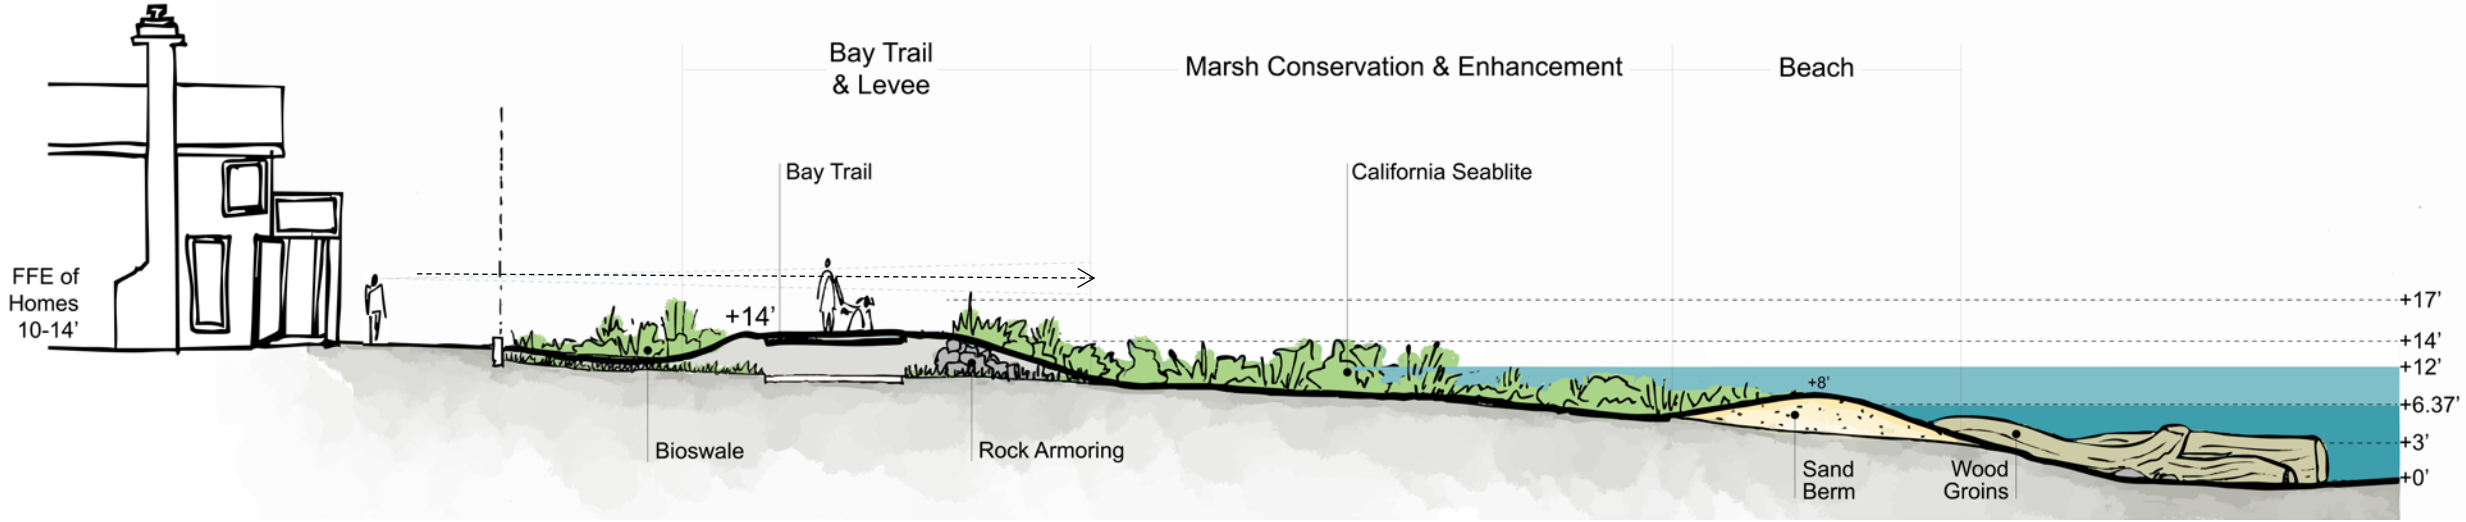 Bay Trail
& Levee
Marsh Conservation & Enhancement
Beach
Bay Trail
California Seablite
FFE of
Homes
10-14’
+14’
+17’
+14’
+12’
+8’
+6.37’
+3’
+0’
Bioswale
Rock Armoring
Sand
Berm
Wood
Groins